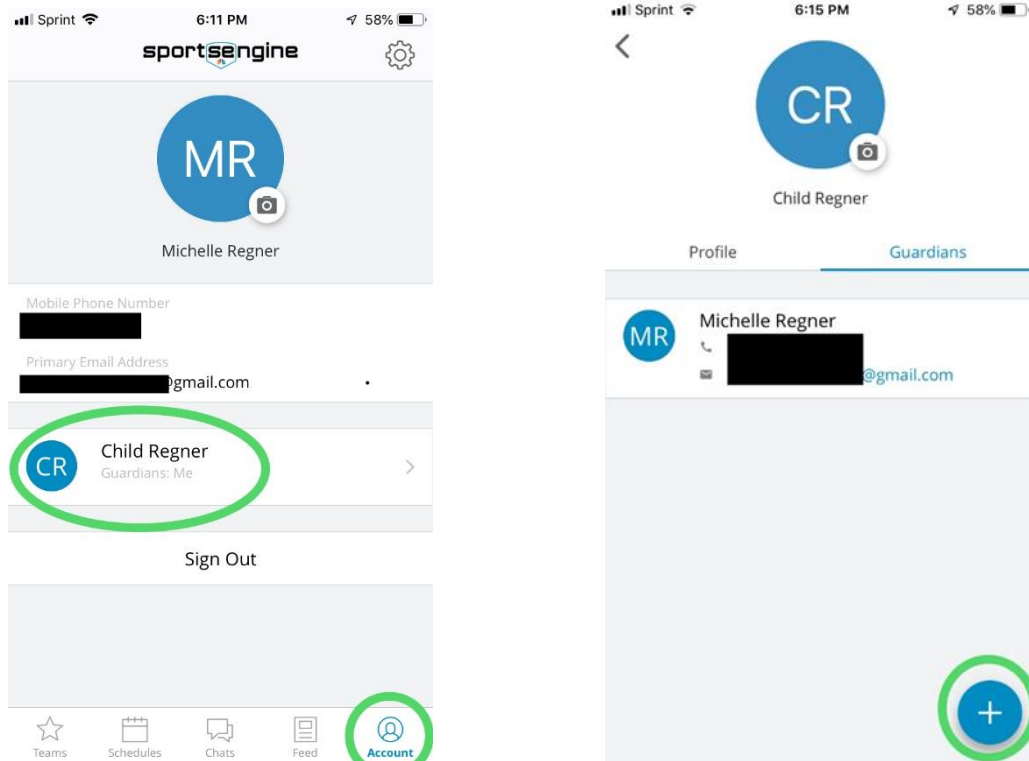 Sprint 6:11 PM 58%
sportsengine
MR
Michelle Regner
Mobile Phone Number
Primary Email Address
@gmail.com
CR
Child Regner
Guardians: Me
Sign Out
Teams Schedules Chats Feed Account
Sprint 6:15 PM 58%
CR
Child Regner
Profile Guardians
MR
Michelle Regner
@gmail.com
+